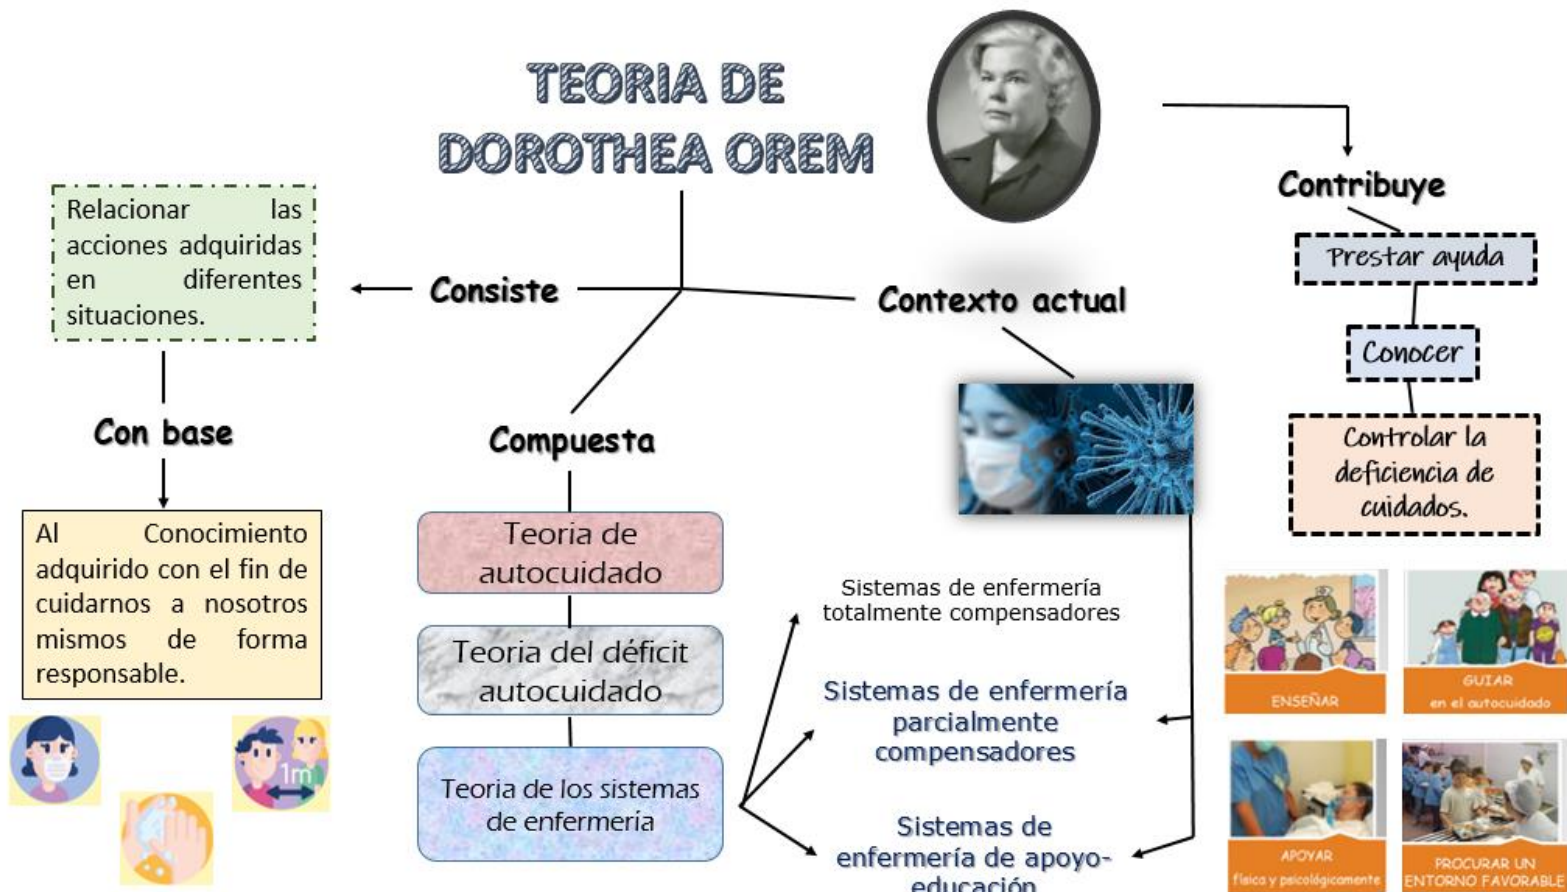 TEORIA DE
DOROTHEA OREM
Relacionar las
acciones adquiridas
en diferentes
situaciones.
Consiste
Con base
Al Conocimiento
adquirido con el fin de
cuidarnos a nosotros
mismos de forma
responsable.
1m
Compuesta
Teoria de
autocuidado
Teoria del déficit
autocuidado
Teoria de los sistemas
de enfermería
Contexto actual
Sistemas de enfermería
totalmente compensadores
Sistemas de enfermería
parcialmente
compensadores
Sistemas de
enfermería de apoyo-
educación
Contribuye
Prestar ayuda
Conocer
Controlar la
deficiencia de
cuidados.
ENSEÑAR
GUIAR
en el autocuidado
APOYAR
física y psicológicamente
PROCURAR UN
ENTORNO FAVORABLE